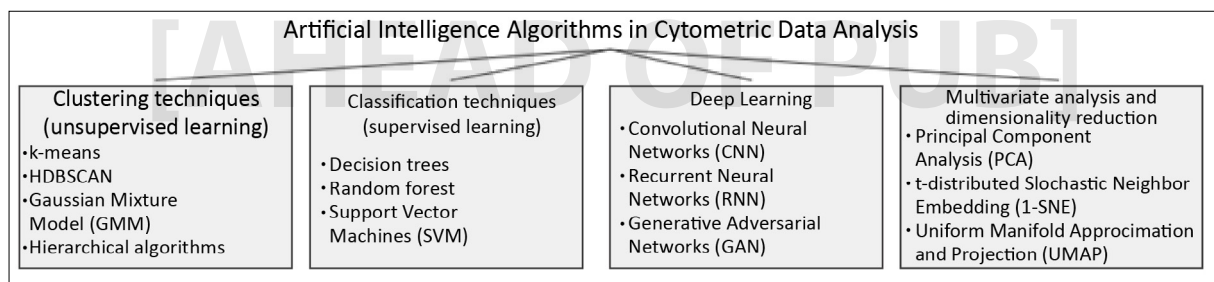 [AHEAD OF PUB]
Artificial Intelligence Algorithms in Cytometric Data Analysis
Clustering techniques
(unsupervised learning)
•k-means
•HDBSCAN
•Gaussian Mixture
Model (GMM)
•Hierarchical algorithms
Classification techniques
(supervised learning)
• Decision trees
• Random forest
• Support Vector
Machines (SVM)
Deep Learning
• Convolutional Neural
Networks (CNN)
• Recurrent Neural
Networks (RNN)
• Generative Adversarial
Networks (GAN)
Multivariate analysis and
dimensionality reduction
• Principal Component
Analysis (PCA)
• t-distributed Slochastic Neighbor
Embedding (1-SNE)
• Uniform Manifold Approcimation
and Projection (UMAP)